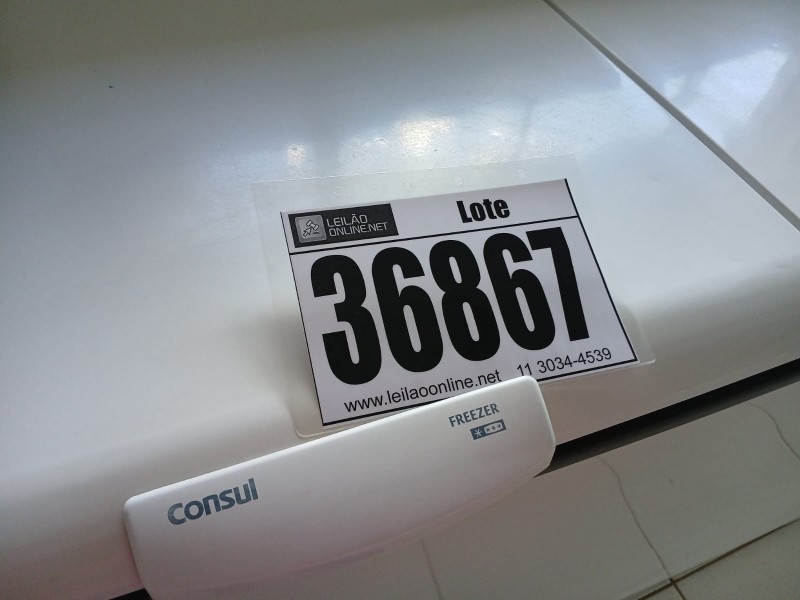 LEILÃO
ONLINE.NET
Lote
36867
www.leilaoonline.net 11 3034-4539
FREEZER
consul